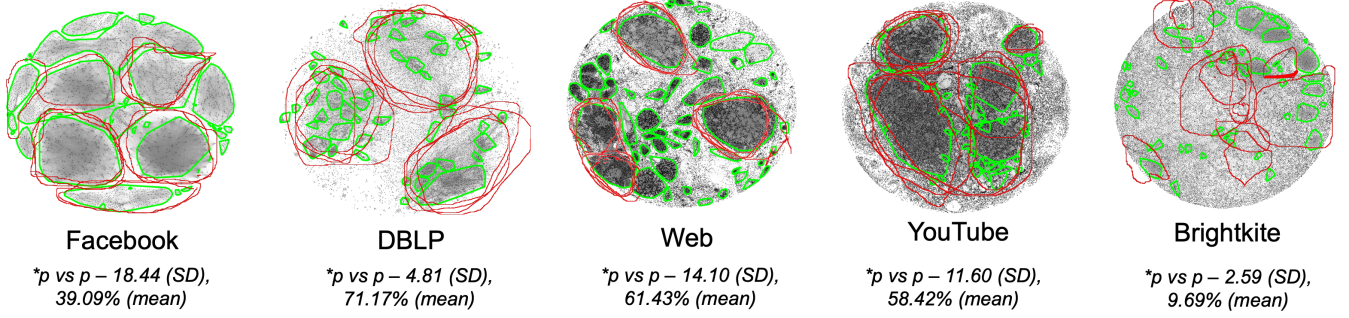 Facebook
*p vs p – 18.44 (SD),
39.09% (mean)
DBLP
*p vs p – 4.81 (SD),
71.17% (mean)
Web
*p vs p – 14.10 (SD),
61.43% (mean)
YouTube
*p vs p – 11.60 (SD),
58.42% (mean)
Brightkite
*p vs p – 2.59 (SD),
9.69% (mean)